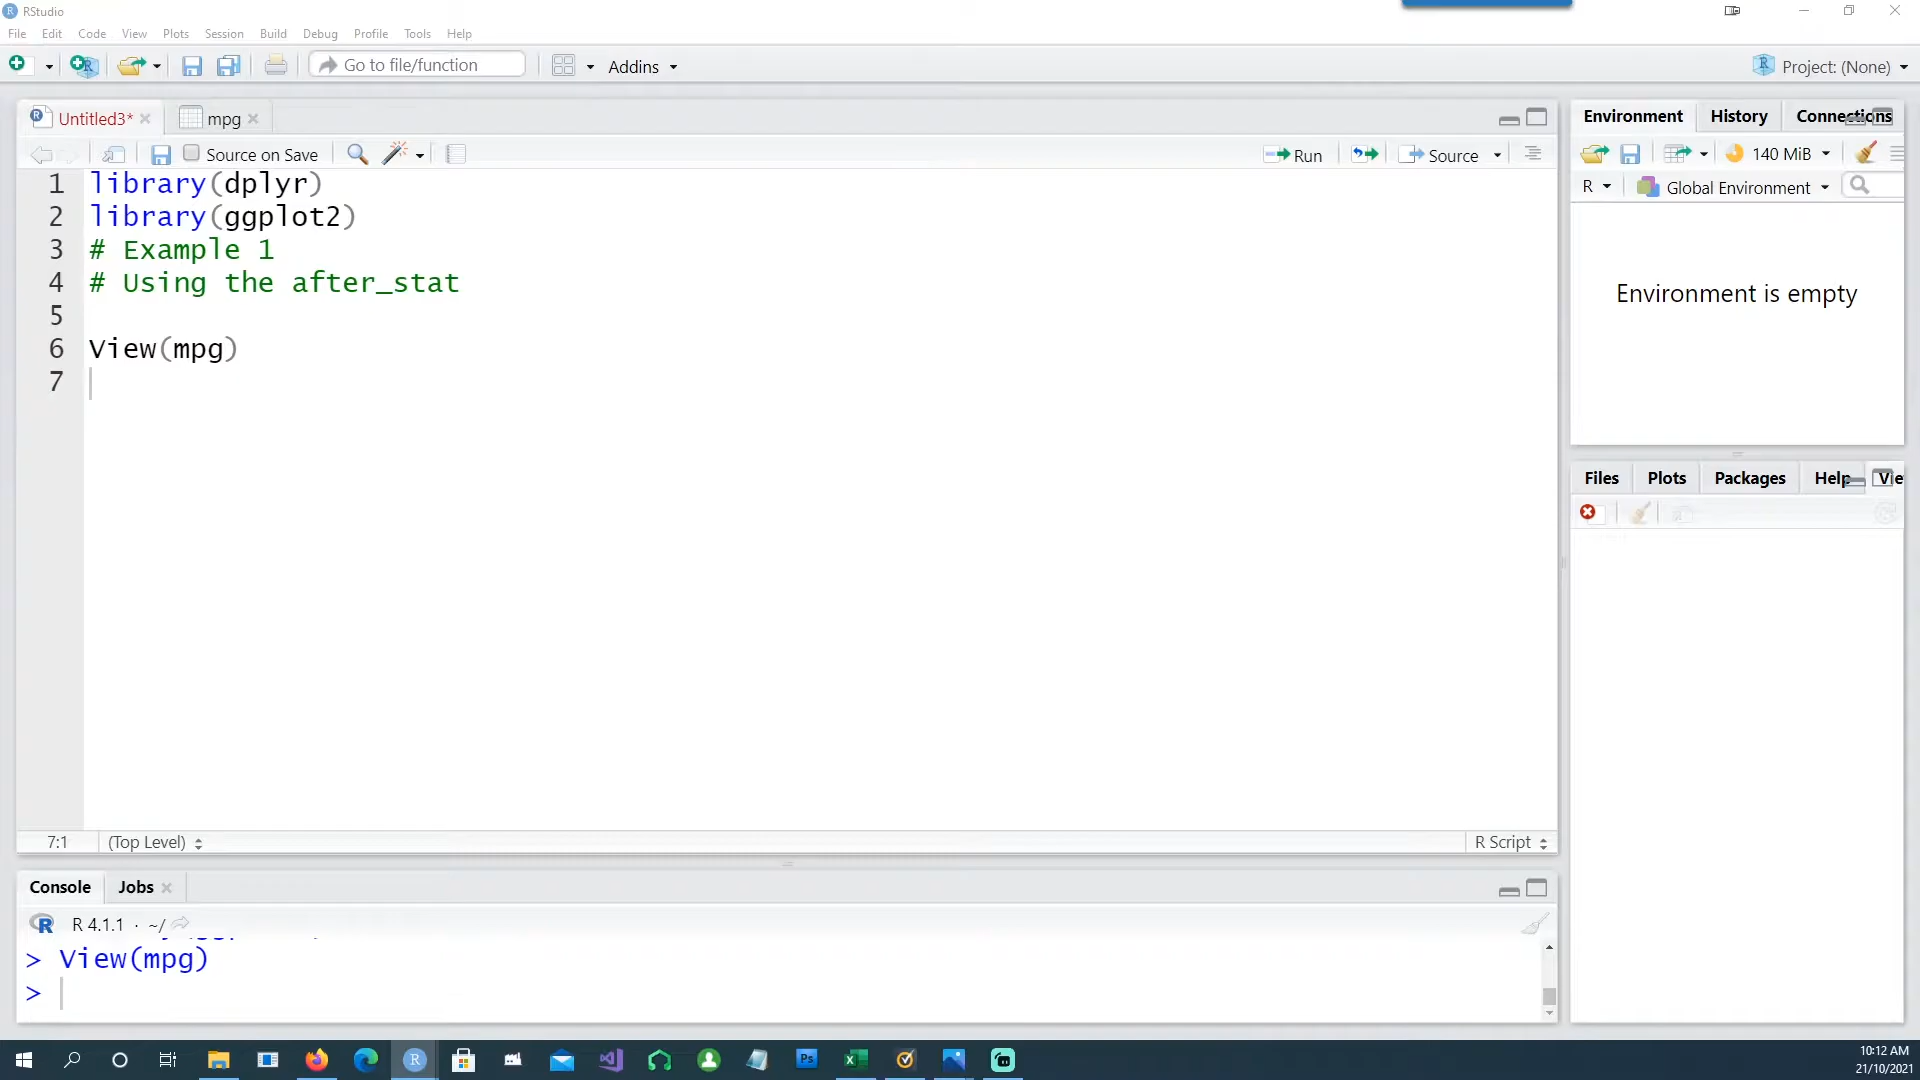 RStudio
File Edit Code View Plots Session Build Debug Profile Tools Help
Go to file/function Addins Project: (None)
Untitled3* mpg
Source on Save Run Source
1 library(dplyr)
2 library(ggplot2)
3 # Example 1
4 # Using the after_stat
5
6 View(mpg)
7
7:1 (Top Level) R Script
Console Jobs
R 4.1.1 · ~/
> View(mpg)
>
Environment History Connections
140 MiB
R Global Environment
Environment is empty
Files Plots Packages Help Vie
10:12 AM
21/10/2021